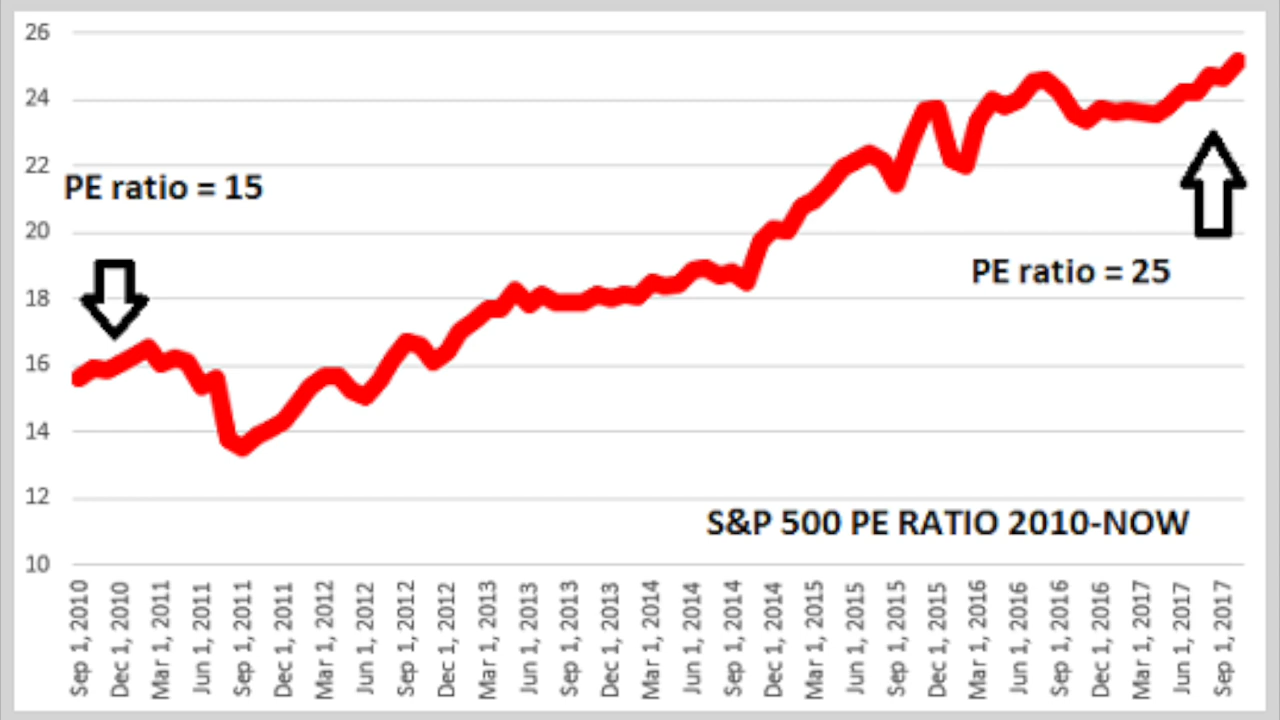 26
24
22
PE ratio = 15
20
PE ratio = 25
18
16
14
12
S&P 500 PE RATIO 2010-NOW
10
Sep 1, 2010
Dec 1, 2010
Mar 1, 2011
Jun 1, 2011
Sep 1, 2011
Dec 1, 2011
Mar 1, 2012
Jun 1, 2012
Sep 1, 2012
Dec 1, 2012
Mar 1, 2013
Jun 1, 2013
Sep 1, 2013
Dec 1, 2013
Mar 1, 2014
Jun 1, 2014
Sep 1, 2014
Dec 1, 2014
Mar 1, 2015
Jun 1, 2015
Sep 1, 2015
Dec 1, 2015
Mar 1, 2016
Jun 1, 2016
Sep 1, 2016
Dec 1, 2016
Mar 1, 2017
Jun 1, 2017
Sep 1, 2017